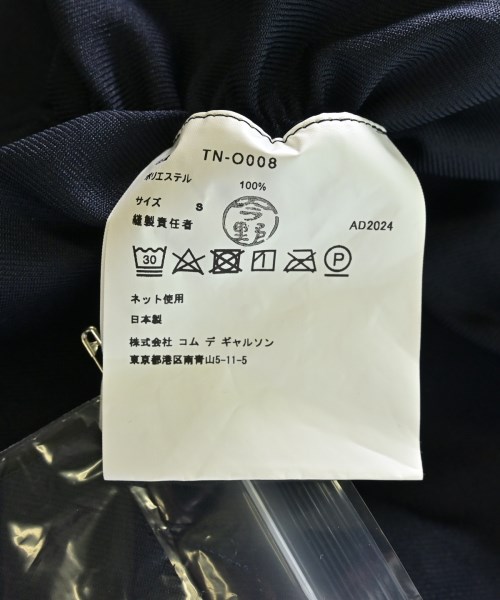 TN-O008
ポリエステル
100%
サイズ S
縫製責任者 今野
AD2024
30
P
ネット使用
日本製
株式会社 コム デ ギャルソン
東京都港区南青山5-11-5